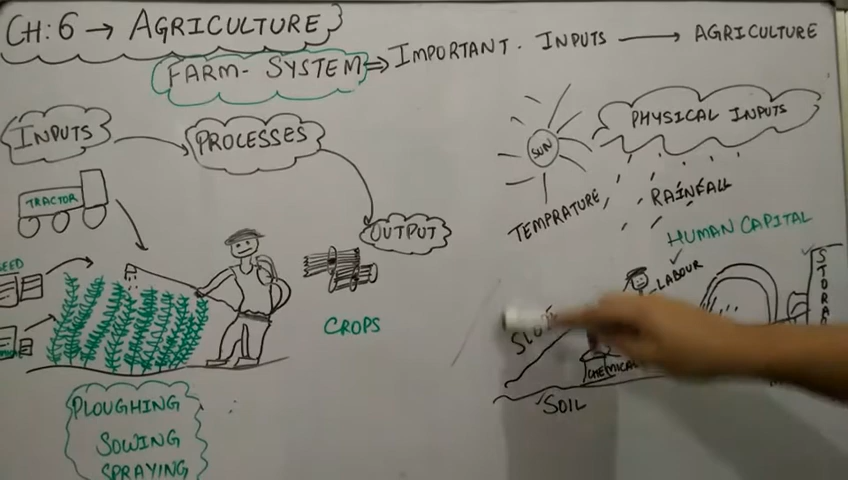 CH: 6 → AGRICULTURE
FARM - SYSTEM ⇒ IMPORTANT. INPUTS → AGRICULTURE
INPUTS
PROCESSES
OUTPUT
TRACTOR
CROPS
PLOUGHING
SOWING
SPRAYING
SUN
PHYSICAL INPUTS
TEMPRATURE
RAINFALL
HUMAN CAPITAL
LABOUR
SOIL